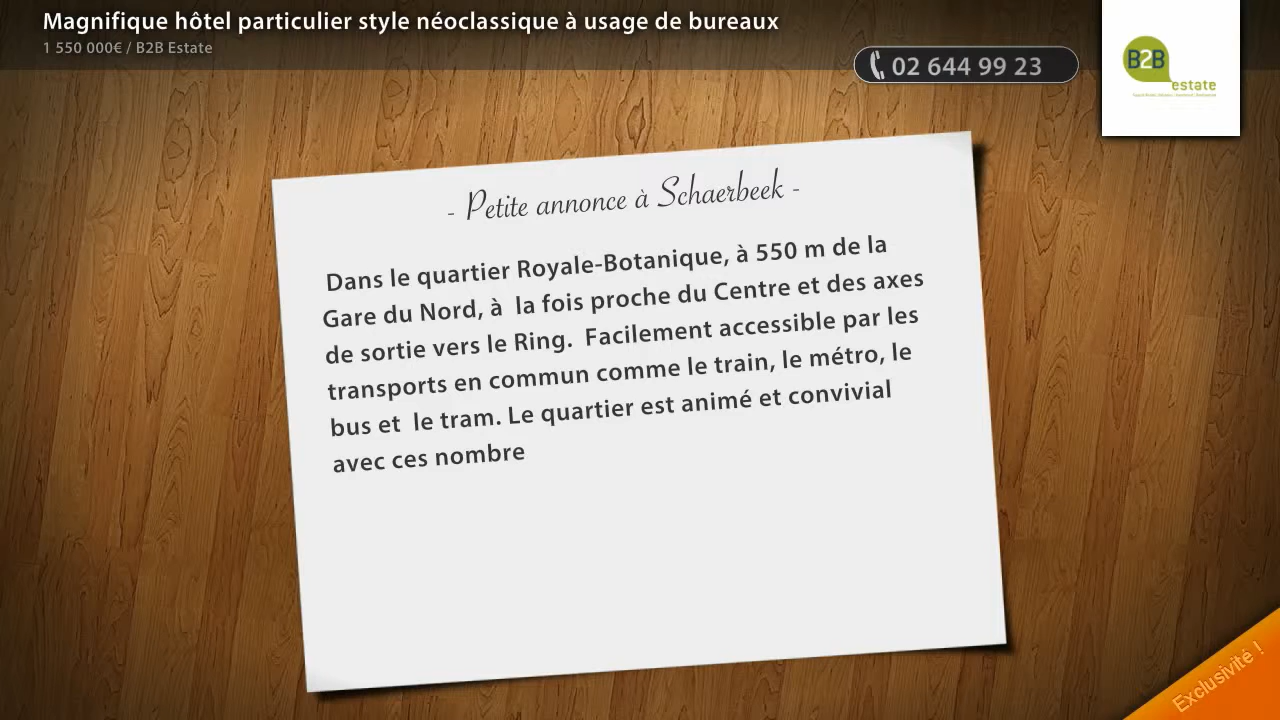 Magnifique hôtel particulier style néoclassique à usage de bureaux
1 550 000€ / B2B Estate
02 644 99 23
B2B
estate
- Petite annonce à Schaerbeek -
Dans le quartier Royale-Botanique, à 550 m de la
Gare du Nord, à  la fois proche du Centre et des axes
de sortie vers le Ring.  Facilement accessible par les
transports en commun comme le train, le métro, le
bus et  le tram. Le quartier est animé et convivial
avec ces nombre
Exclusivité !